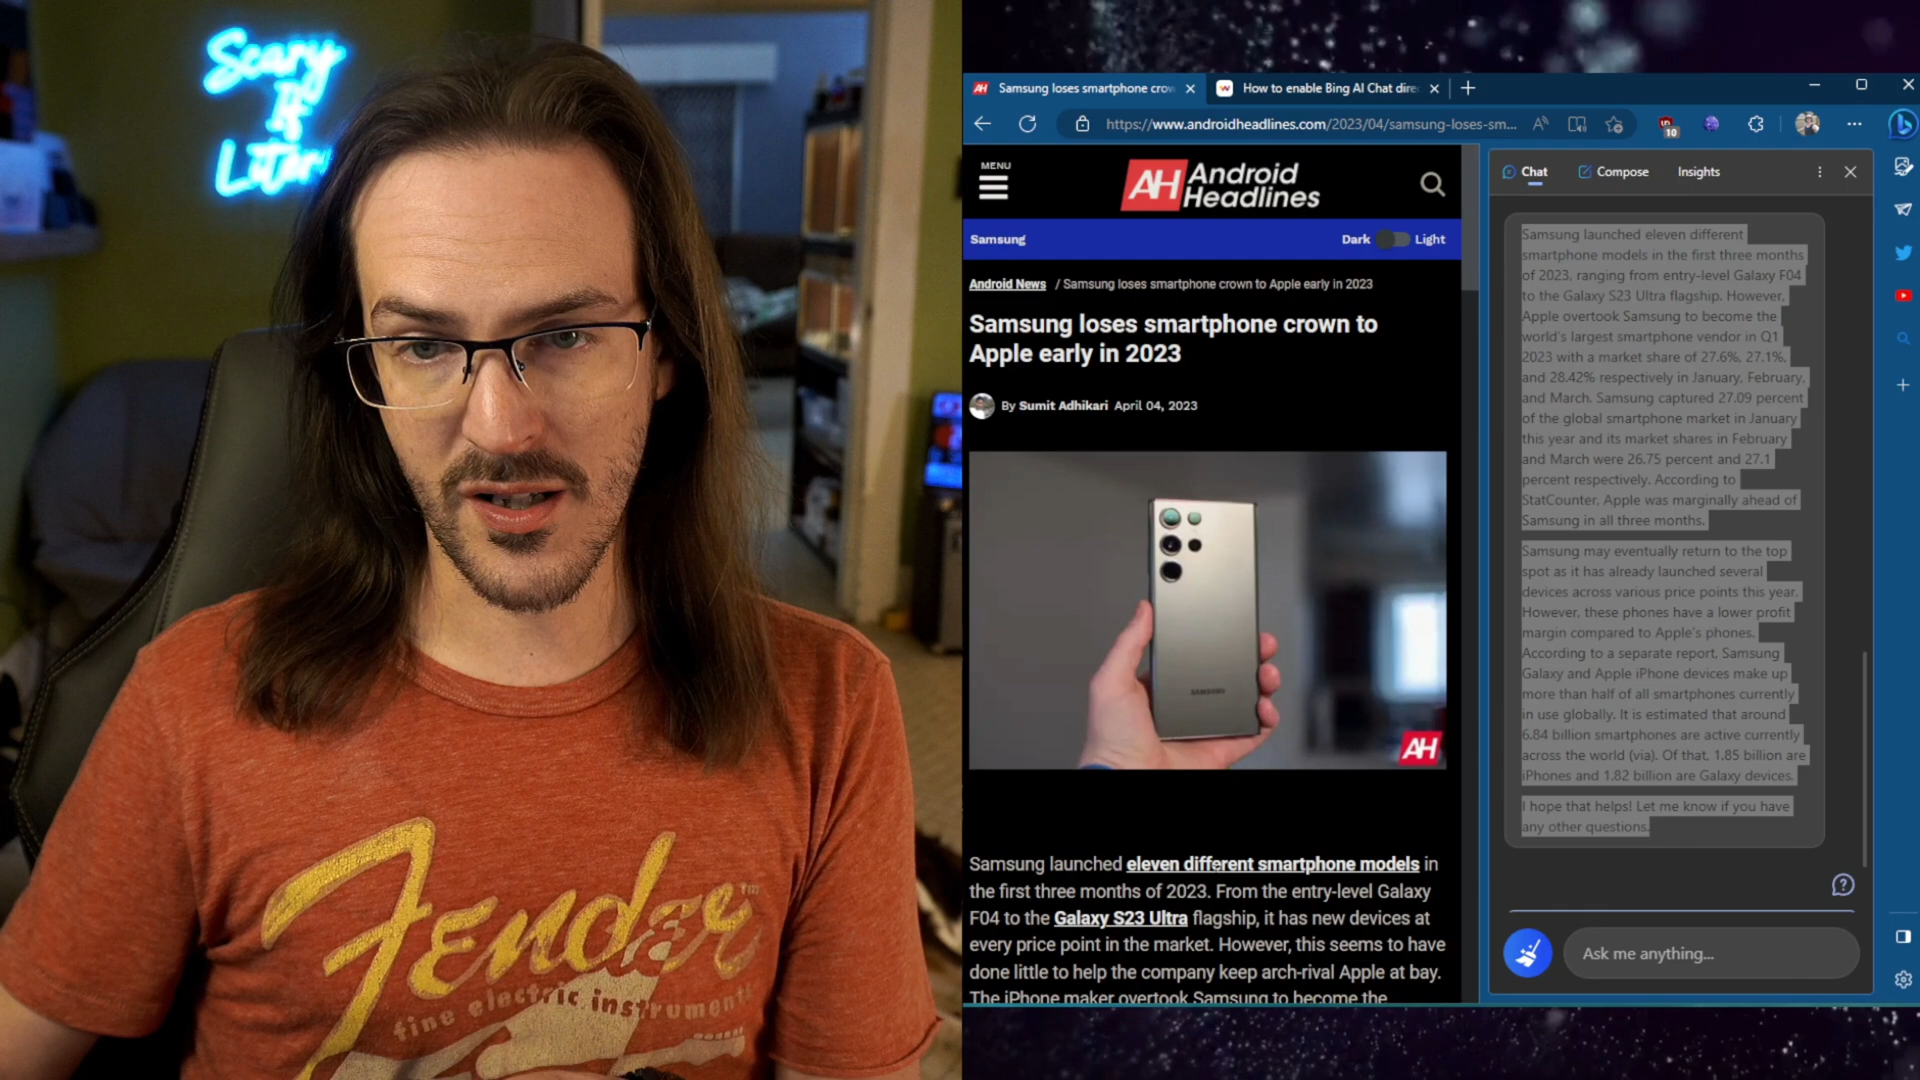 Scary
Is
Litera
Fender™
fine electric instruments
Samsung loses smartphone crow
How to enable Bing AI Chat dire
https://www.androidheadlines.com/2023/04/samsung-loses-sm...
10
MENU
AH Android
Headlines
Samsung
Dark
Light
Android News / Samsung loses smartphone crown to Apple early in 2023
Samsung loses smartphone crown to
Apple early in 2023
By Sumit Adhikari April 04, 2023
SAMSUNG
AH
Samsung launched eleven different smartphone models in
the first three months of 2023. From the entry-level Galaxy
F04 to the Galaxy S23 Ultra flagship, it has new devices at
every price point in the market. However, this seems to have
done little to help the company keep arch-rival Apple at bay.
The iPhone maker overtook Samsung to become the
Chat
Compose
Insights
Samsung launched eleven different
smartphone models in the first three months
of 2023, ranging from entry-level Galaxy F04
to the Galaxy S23 Ultra flagship. However,
Apple overtook Samsung to become the
world's largest smartphone vendor in Q1
2023 with a market share of 27.6%, 27.1%,
and 28.42% respectively in January, February,
and March. Samsung captured 27.09 percent
of the global smartphone market in January
this year and its market shares in February
and March were 26.75 percent and 27.1
percent respectively. According to
StatCounter, Apple was marginally ahead of
Samsung in all three months.
Samsung may eventually return to the top
spot as it has already launched several
devices across various price points this year.
However, these phones have a lower profit
margin compared to Apple's phones.
According to a separate report, Samsung
Galaxy and Apple iPhone devices make up
more than half of all smartphones currently
in use globally. It is estimated that around
6.84 billion smartphones are active currently
across the world (via). Of that, 1.85 billion are
iPhones and 1.82 billion are Galaxy devices.
I hope that helps! Let me know if you have
any other questions.
Ask me anything...